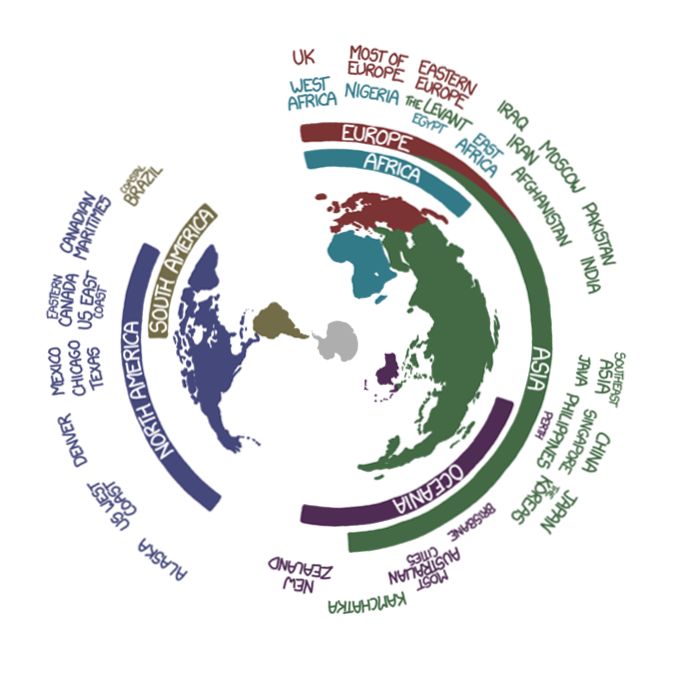 UK
MOST OF
EUROPE
EASTERN
EUROPE
WEST
AFRICA
NIGERIA
THE LEVANT
EGYPT
EAST
AFRICA
IRAQ
IRAN
MOSCOW
AFGHANISTAN
PAKISTAN
INDIA
EUROPE
AFRICA
ASIA
SOUTHEAST
ASIA
JAVA
CHINA
SINGAPORE
PHILIPPINES
PERTH
JAPAN
THE
KOREAS
BRISBANE
OCEANIA
MOST
AUSTRALIAN
CITIES
KAMCHATKA
NEW
ZEALAND
ALASKA
US WEST
COAST
DENVER
MEXICO
CHICAGO
TEXAS
EASTERN
CANADA
US EAST
COAST
CANADIAN
MARITIMES
COASTAL
BRAZIL
NORTH AMERICA
SOUTH AMERICA